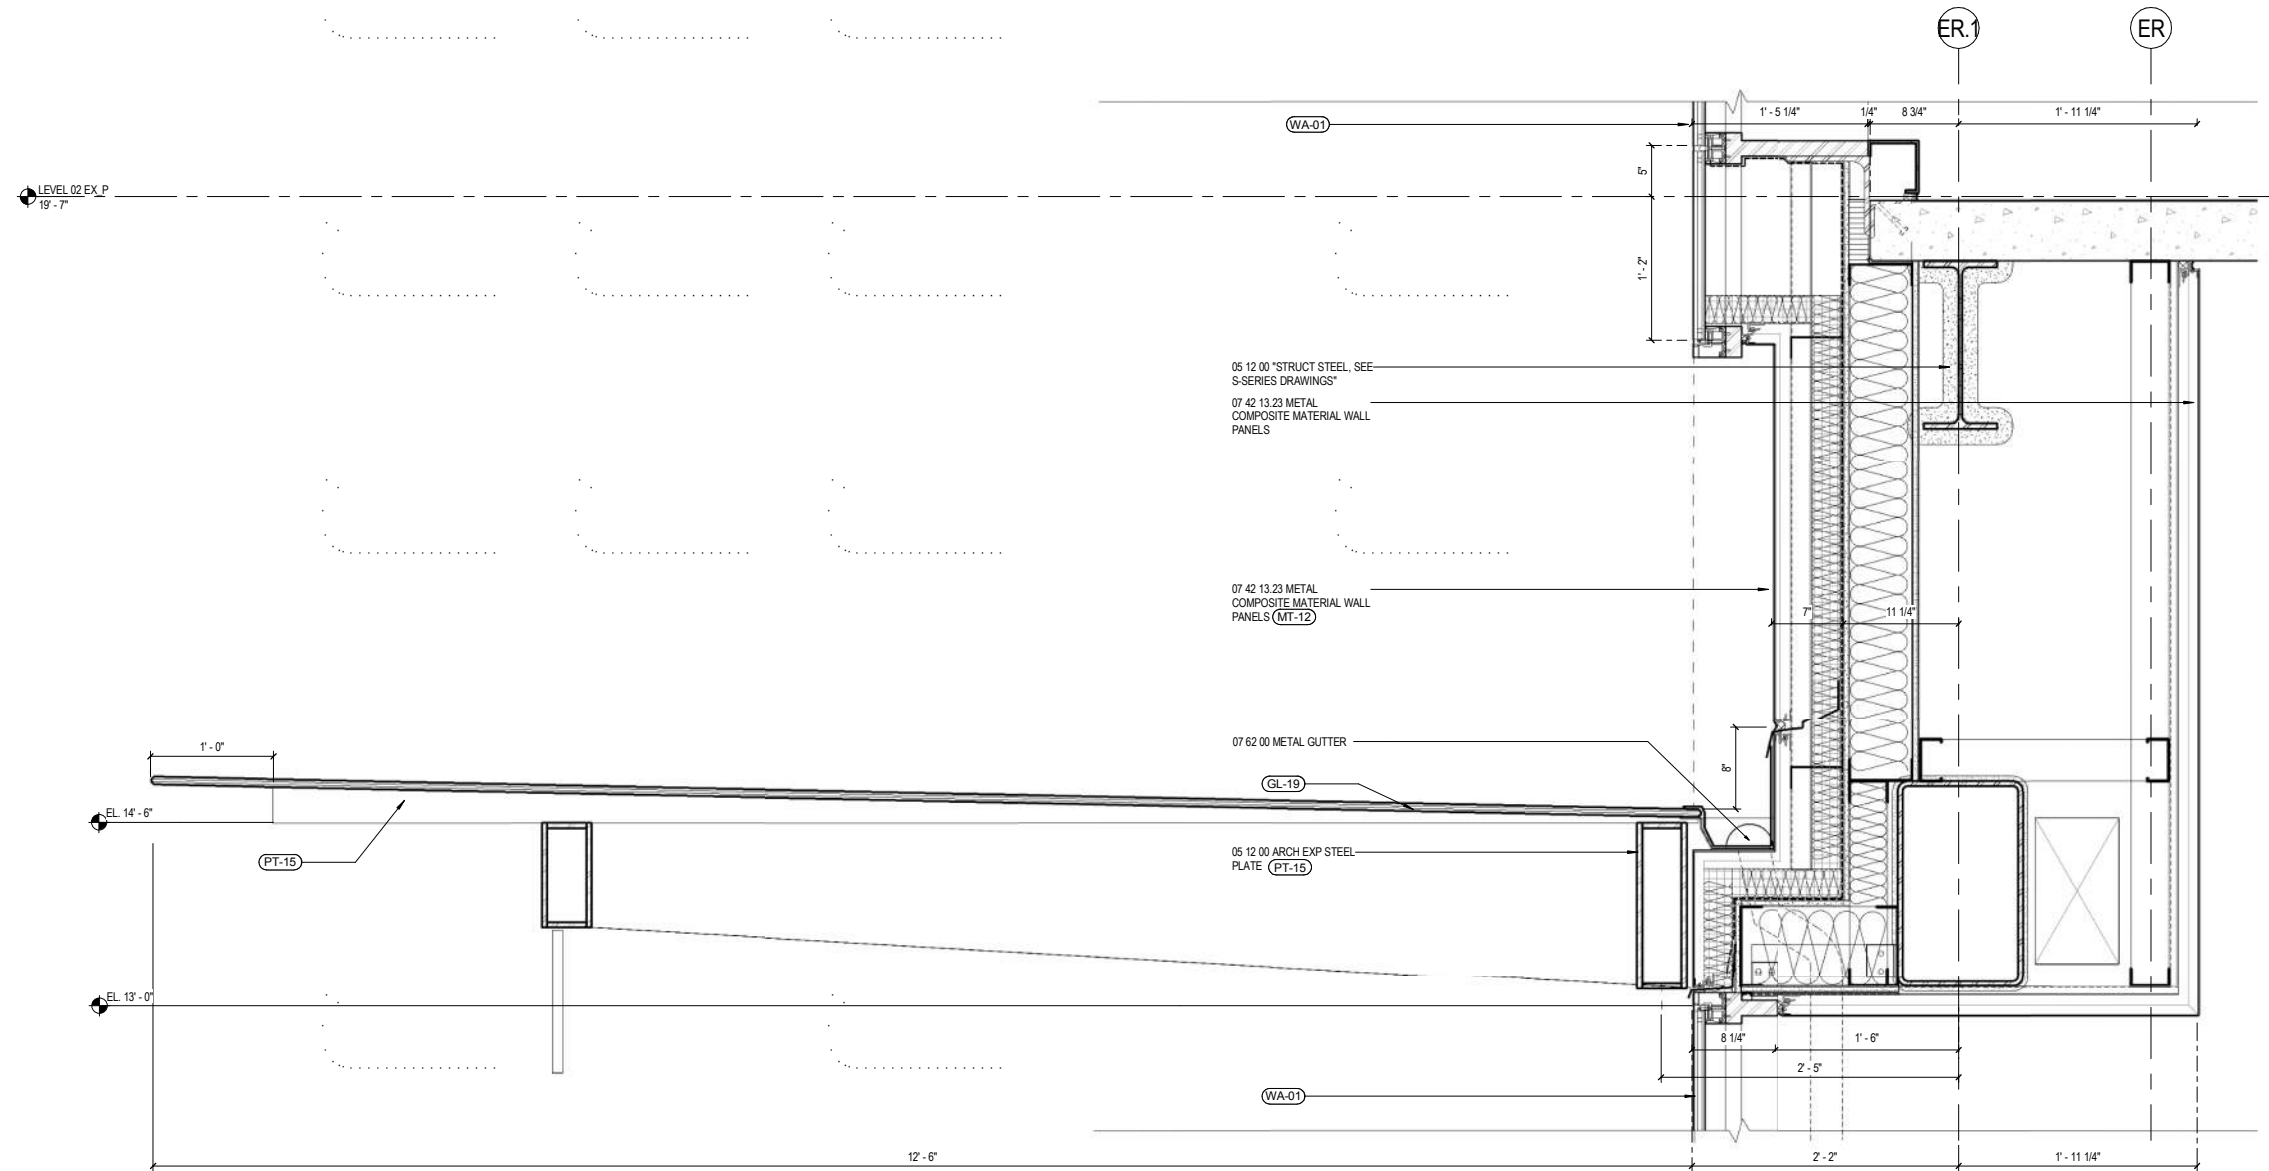 ER.1
ER
1' - 5 1/4"
1/4"
8 3/4"
1' - 11 1/4"
WA-01
5"
LEVEL 02 EX_P
19' - 7"
1' - 2"
05 12 00 "STRUCT STEEL, SEE
S-SERIES DRAWINGS"
07 42 13.23 METAL
COMPOSITE MATERIAL WALL
PANELS
07 42 13.23 METAL
COMPOSITE MATERIAL WALL
PANELS MT-12
7"
11 1/4"
1' - 0"
07 62 00 METAL GUTTER
8"
GL-19
EL. 14' - 6"
PT-15
05 12 00 ARCH EXP STEEL
PLATE PT-15
EL. 13' - 0"
8 1/4"
1' - 6"
2' - 5"
WA-01
12' - 6"
2' - 2"
1' - 11 1/4"